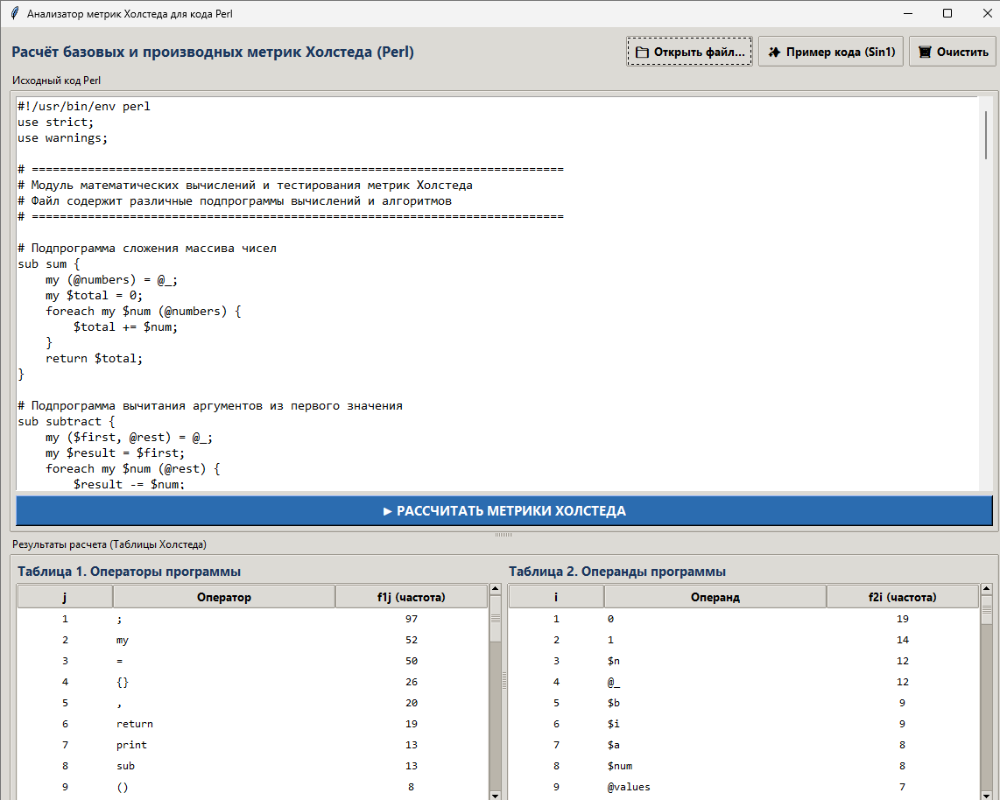 Анализатор метрик Холстеда для кода Perl
Расчёт базовых и производных метрик Холстеда (Perl)
Открыть файл...
Пример кода (Sin1)
Очистить
Исходный код Perl
#!/usr/bin/env perl
use strict;
use warnings;
# ============================================================================
# Модуль математических вычислений и тестирования метрик Холстеда
# Файл содержит различные подпрограммы вычислений и алгоритмов
# ============================================================================
# Подпрограмма сложения массива чисел
sub sum {
    my (@numbers) = @_;
    my $total = 0;
    foreach my $num (@numbers) {
        $total += $num;
    }
    return $total;
}
# Подпрограмма вычитания аргументов из первого значения
sub subtract {
    my ($first, @rest) = @_;
    my $result = $first;
    foreach my $num (@rest) {
        $result -= $num;
► РАССЧИТАТЬ МЕТРИКИ ХОЛСТЕДА
Результаты расчета (Таблицы Холстеда)
Таблица 1. Операторы программы
j Оператор f1j (частота)
1 ; 97
2 my 52
3 = 50
4 {} 26
5 , 20
6 return 19
7 print 13
8 sub 13
9 () 8
Таблица 2. Операнды программы
i Операнд f2i (частота)
1 0 19
2 1 14
3 $n 12
4 @_ 12
5 $b 9
6 $i 9
7 $a 8
8 $num 8
9 @values 7